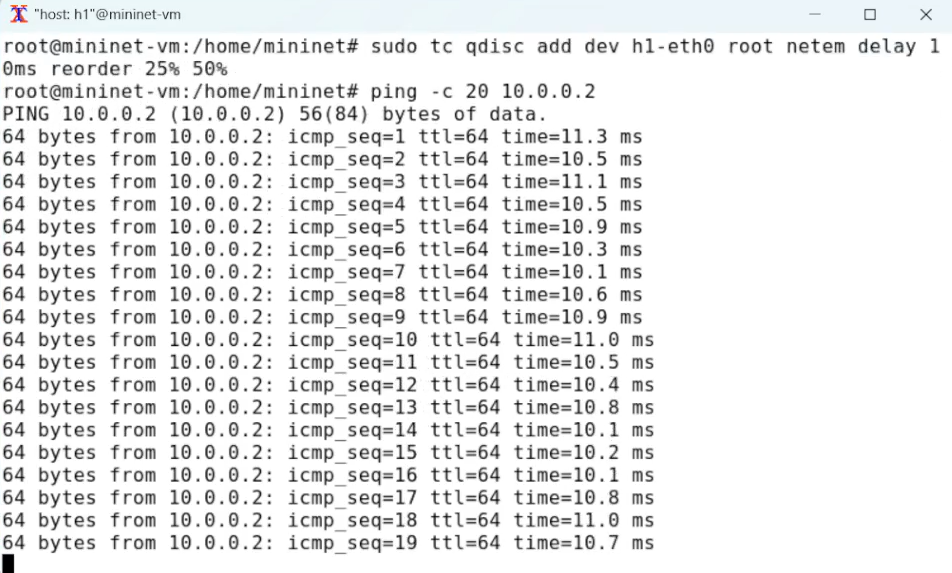 "host: h1"@mininet-vm
root@mininet-vm:/home/mininet# sudo tc qdisc add dev h1-eth0 root netem delay 1
0ms reorder 25% 50%
root@mininet-vm:/home/mininet# ping -c 20 10.0.0.2
PING 10.0.0.2 (10.0.0.2) 56(84) bytes of data.
64 bytes from 10.0.0.2: icmp_seq=1 ttl=64 time=11.3 ms
64 bytes from 10.0.0.2: icmp_seq=2 ttl=64 time=10.5 ms
64 bytes from 10.0.0.2: icmp_seq=3 ttl=64 time=11.1 ms
64 bytes from 10.0.0.2: icmp_seq=4 ttl=64 time=10.5 ms
64 bytes from 10.0.0.2: icmp_seq=5 ttl=64 time=10.9 ms
64 bytes from 10.0.0.2: icmp_seq=6 ttl=64 time=10.3 ms
64 bytes from 10.0.0.2: icmp_seq=7 ttl=64 time=10.1 ms
64 bytes from 10.0.0.2: icmp_seq=8 ttl=64 time=10.6 ms
64 bytes from 10.0.0.2: icmp_seq=9 ttl=64 time=10.9 ms
64 bytes from 10.0.0.2: icmp_seq=10 ttl=64 time=11.0 ms
64 bytes from 10.0.0.2: icmp_seq=11 ttl=64 time=10.5 ms
64 bytes from 10.0.0.2: icmp_seq=12 ttl=64 time=10.4 ms
64 bytes from 10.0.0.2: icmp_seq=13 ttl=64 time=10.8 ms
64 bytes from 10.0.0.2: icmp_seq=14 ttl=64 time=10.1 ms
64 bytes from 10.0.0.2: icmp_seq=15 ttl=64 time=10.2 ms
64 bytes from 10.0.0.2: icmp_seq=16 ttl=64 time=10.1 ms
64 bytes from 10.0.0.2: icmp_seq=17 ttl=64 time=10.8 ms
64 bytes from 10.0.0.2: icmp_seq=18 ttl=64 time=11.0 ms
64 bytes from 10.0.0.2: icmp_seq=19 ttl=64 time=10.7 ms